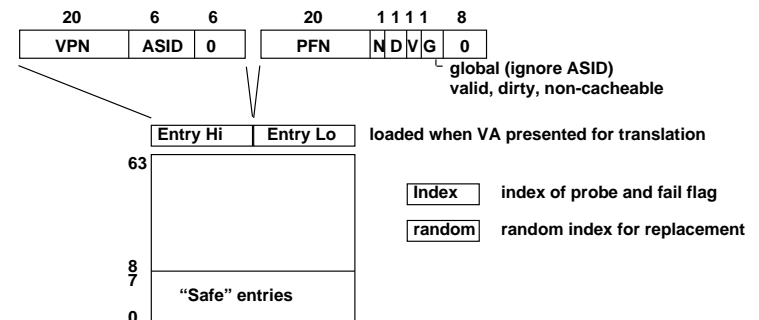 20 6 6 20 1 1 1 1 8
VPN ASID 0 PFN N D V G 0
global (ignore ASID)
valid, dirty, non-cacheable
Entry Hi Entry Lo loaded when VA presented for translation
63
Index index of probe and fail flag
random random index for replacement
8
7
“Safe” entries
0